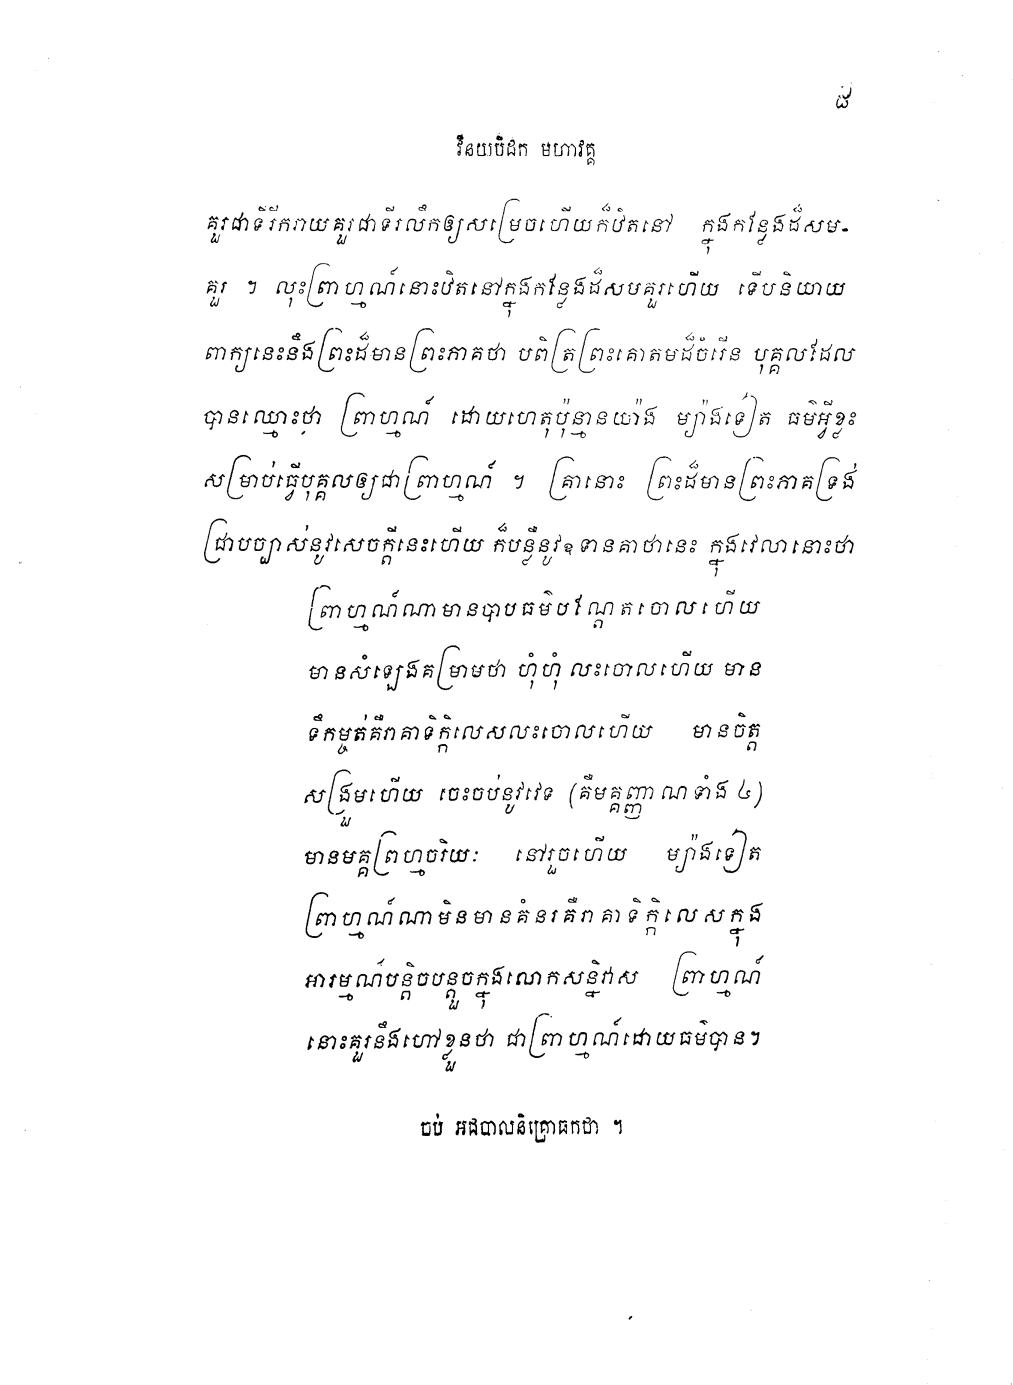 ៥
វិនយបិដក មហាវគ្គ
គួរជាទីរីករាយគួរជាទីរលឹកឲ្យសម្រេចហើយក៏ឋិតនៅ ក្នុងកន្លែងដ៏សម-
គួរ ។ លុះព្រាហ្មណ៍នោះឋិតនៅក្នុងកន្លែងដ៏សមគួរហើយ ទើបនិយាយ
ពាក្យនេះនឹងព្រះដ៏មានព្រះភាគថា បពិត្រព្រះគោតមដ៏ចំរើន បុគ្គលដែល
បានឈ្មោះថា ព្រាហ្មណ៍ ដោយហេតុប៉ុន្មានយ៉ាង ម្យ៉ាងទៀត ធម៌អ្វីខ្លះ
សម្រាប់ធ្វើបុគ្គលឲ្យជាព្រាហ្មណ៍ ។ គ្រានោះ ព្រះដ៏មានព្រះភាគទ្រង់
ជ្រាបច្បាស់នូវសេចក្ដីនេះហើយ ក៏បន្លឺនូវឧទានគាថានេះ ក្នុងវេលានោះថា
ព្រាហ្មណ៍ណាមានបាបធម៌បណ្ដែតចោលហើយ
មានសំឡេងគម្រាមថា ហ៊ុំហ៊ុំ លះចោលហើយ មាន
ទឹកម្ចត់គឺរាគាទិក្កិលេសលះចោលហើយ មានចិត្ត
សង្រួមហើយ ចេះចប់នូវវេទ (គឺមគ្គញ្ញាណទាំង ៤)
មានមគ្គព្រហ្មចរិយៈ នៅរួចហើយ ម្យ៉ាងទៀត
ព្រាហ្មណ៍ណាមិនមានគំនរគឺរាគាទិក្កិលេសក្នុង
អារម្មណ៍បន្តិចបន្តួចក្នុងលោកសន្និវាស ព្រាហ្មណ៍
នោះគួរនឹងហៅខ្លួនថា ជាព្រាហ្មណ៍ដោយធម៌បាន។
ចប់ អជបាលនិគ្រោធកថា ។